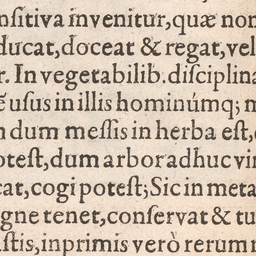 nſitiva invenitur, quæ non
ducat, doceat & regat, vel
r. In vegetabilib. diſciplina
ẽ uſus in illis hominúmq; m
n dum meſſis in herba eſt,
oteſt, dum arbor adhuc vi
cat, cogi poteſt; Sic in meta
gne tenet, conſervat & tu
ſtis, inprimis verò rerum